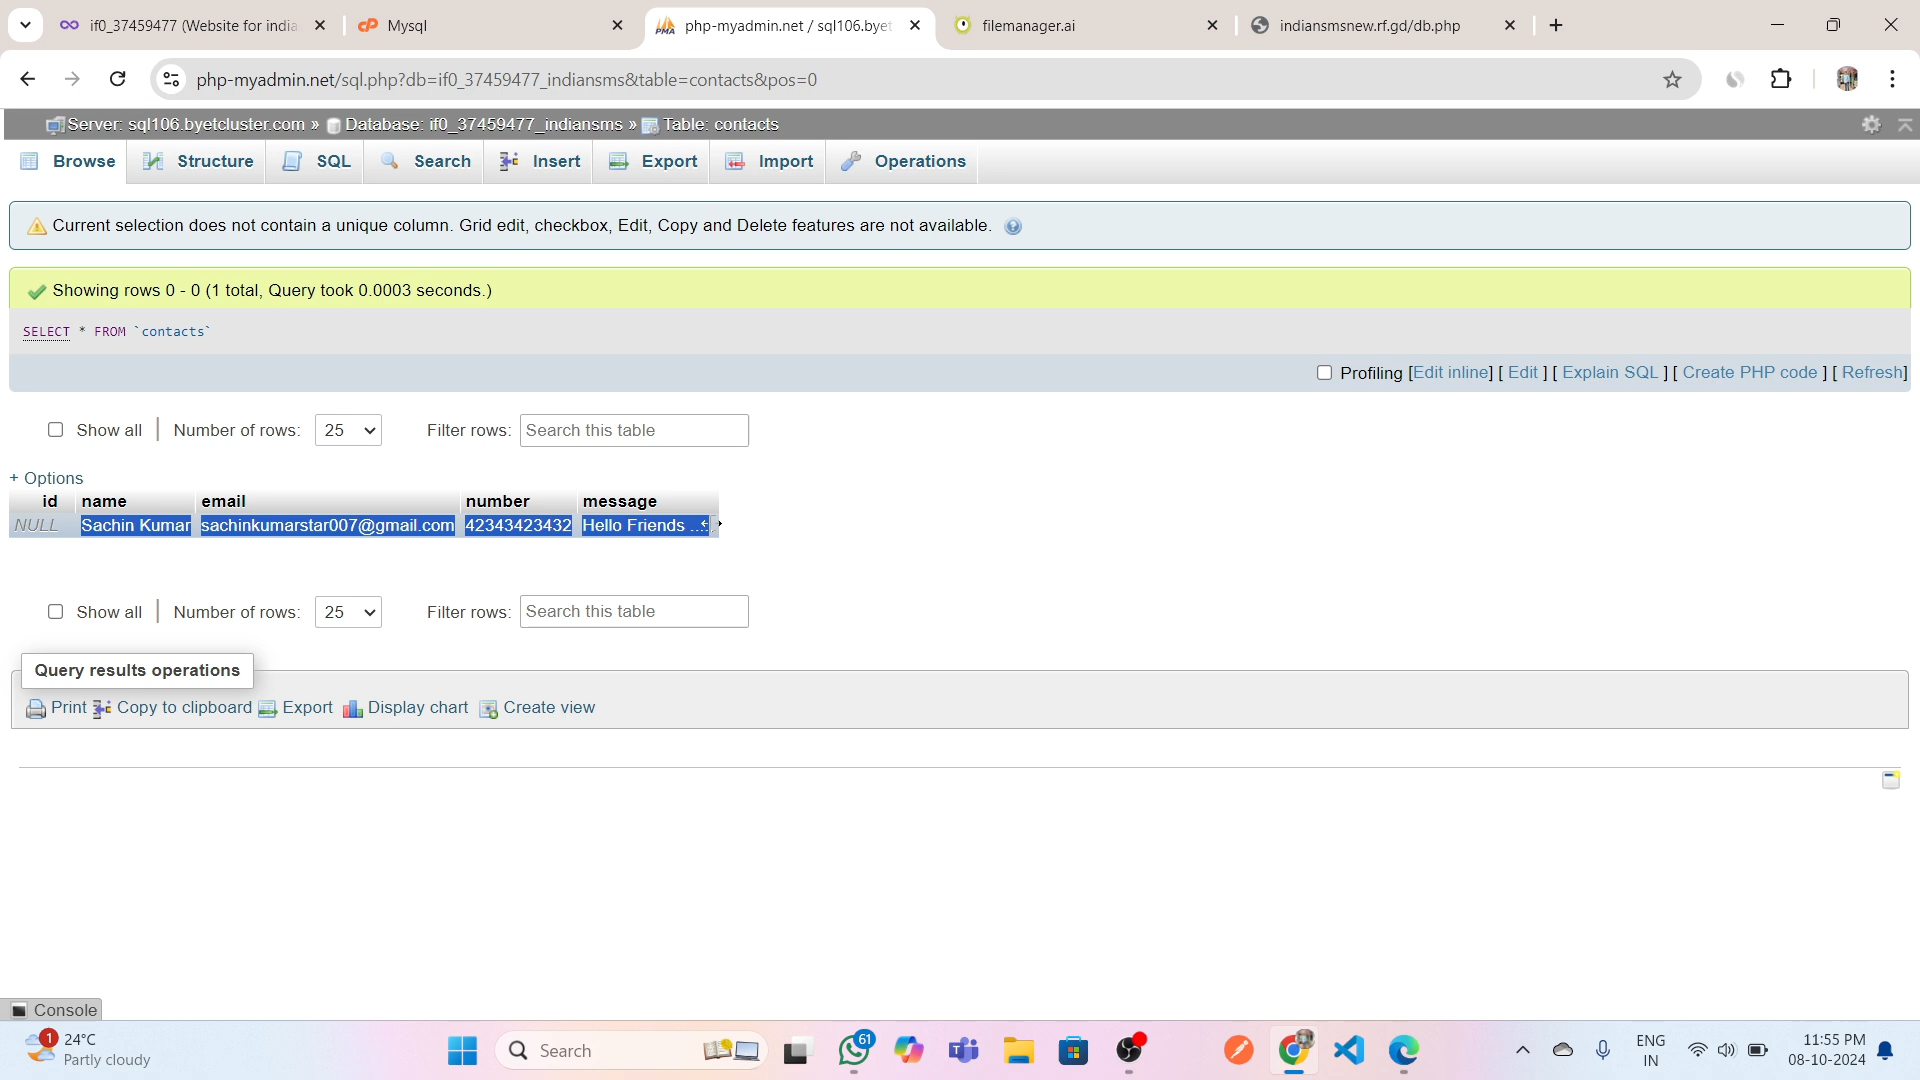 if0_37459477 (Website for india
Mysql
php-myadmin.net / sql106.byet
filemanager.ai
indiansmsnew.rf.gd/db.php
php-myadmin.net/sql.php?db=if0_37459477_indiansms&table=contacts&pos=0
Server: sql106.byetcluster.com » Database: if0_37459477_indiansms » Table: contacts
Browse Structure SQL Search Insert Export Import Operations
Current selection does not contain a unique column. Grid edit, checkbox, Edit, Copy and Delete features are not available.
Showing rows 0 - 0 (1 total, Query took 0.0003 seconds.)
SELECT * FROM `contacts`
Profiling [Edit inline] [ Edit ] [ Explain SQL ] [ Create PHP code ] [ Refresh]
Show all Number of rows: 25 Filter rows: Search this table
+ Options
id name email number message
NULL Sachin Kumar sachinkumarstar007@gmail.com 42343423432 Hello Friends ....
Show all Number of rows: 25 Filter rows: Search this table
Query results operations
Print Copy to clipboard Export Display chart Create view
Console
1 24°C
Partly cloudy
Search
61
ENG
IN
11:55 PM
08-10-2024